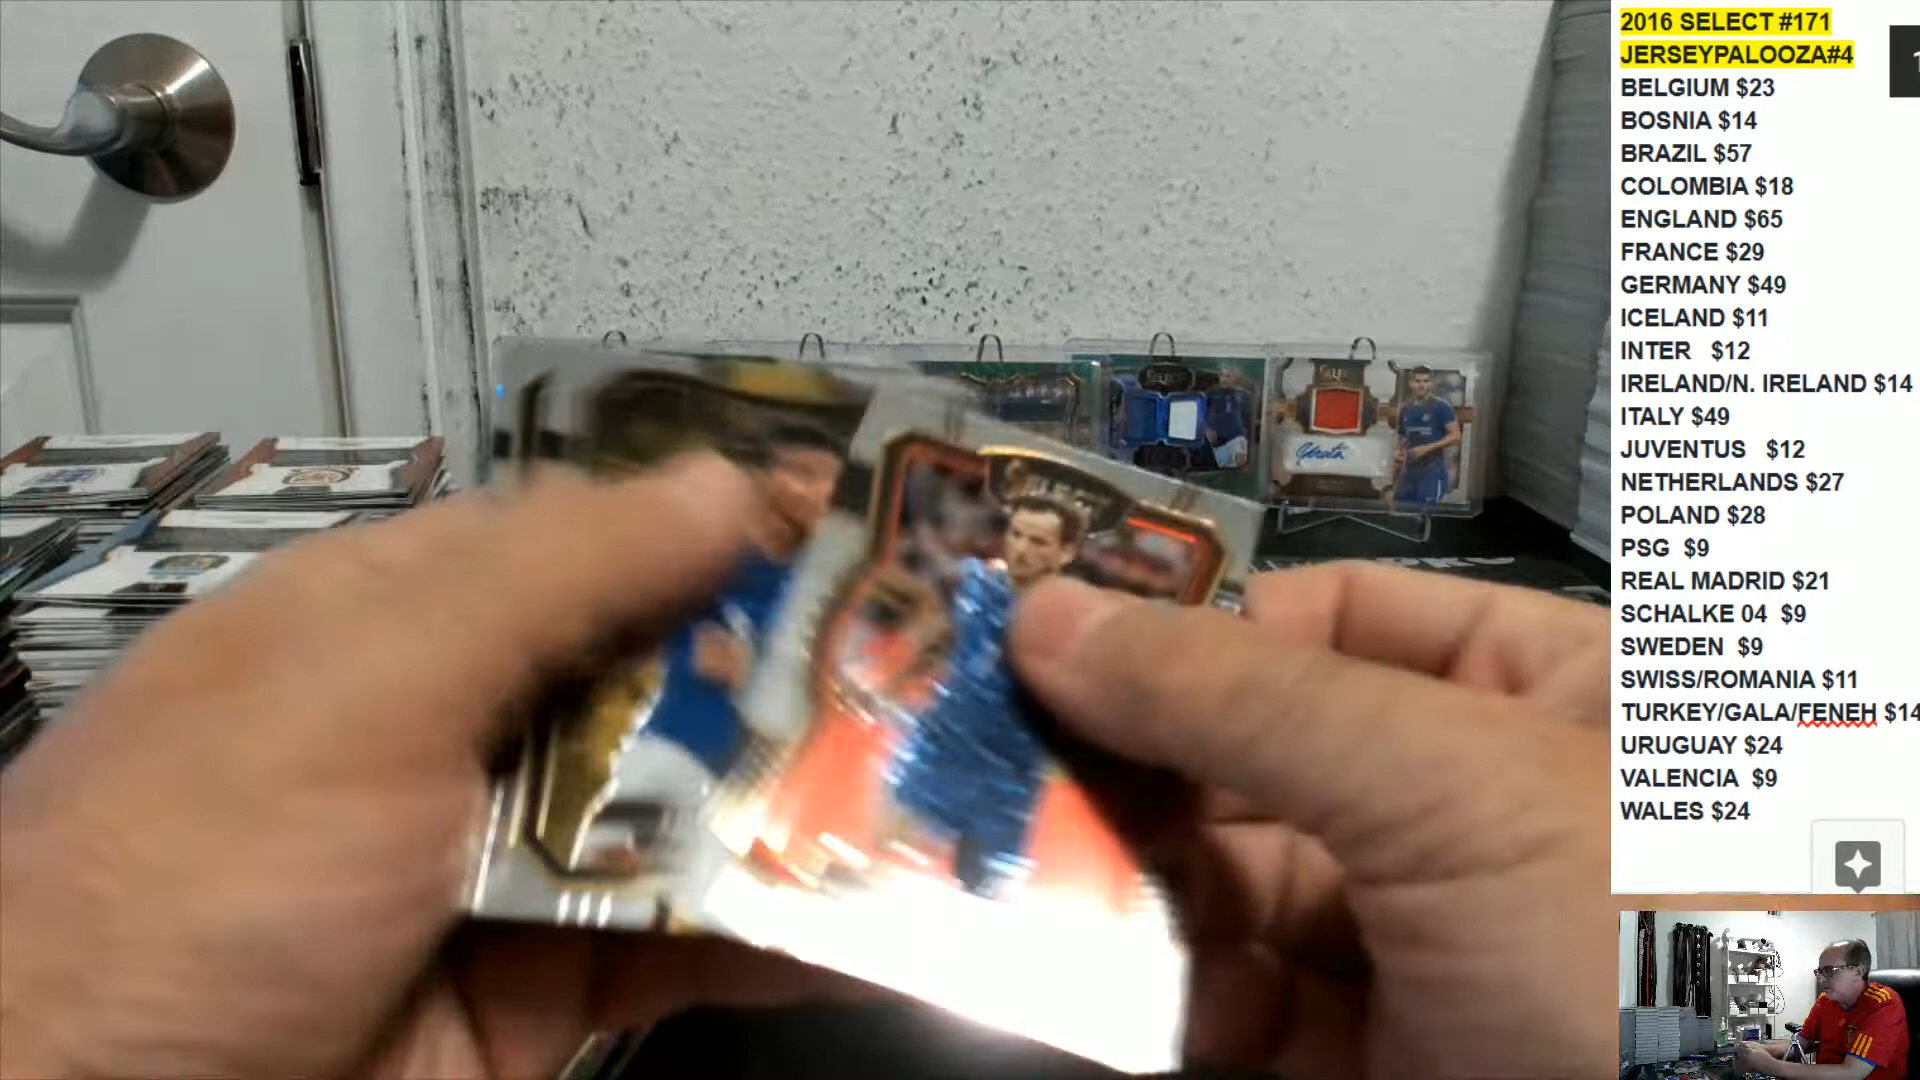 2016 SELECT #171
JERSEYPALOOZA#4
BELGIUM $23
BOSNIA $14
BRAZIL $57
COLOMBIA $18
ENGLAND $65
FRANCE $29
GERMANY $49
ICELAND $11
INTER $12
IRELAND/N. IRELAND $14
ITALY $49
JUVENTUS $12
NETHERLANDS $27
POLAND $28
PSG $9
REAL MADRID $21
SCHALKE 04 $9
SWEDEN $9
SWISS/ROMANIA $11
TURKEY/GALA/FENEH $14
URUGUAY $24
VALENCIA $9
WALES $24
SELECT